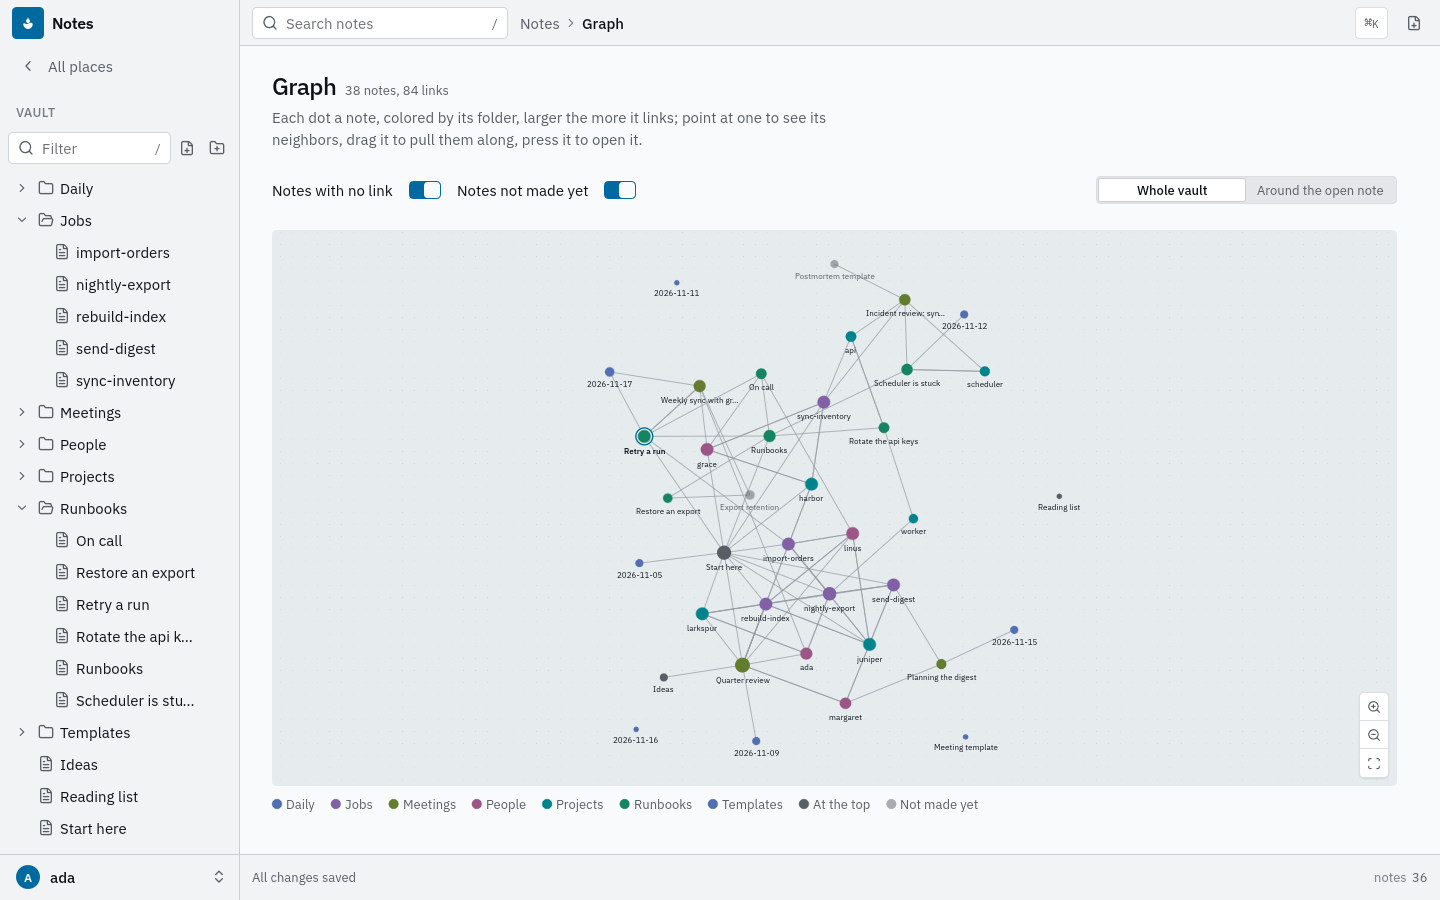 Notes
Search notes
/
Notes
Graph
⌘K
All places
VAULT
Filter
/
Daily
Jobs
import-orders
nightly-export
rebuild-index
send-digest
sync-inventory
Meetings
People
Projects
Runbooks
On call
Restore an export
Retry a run
Rotate the api k...
Runbooks
Scheduler is stu...
Templates
Ideas
Reading list
Start here
A
ada
Graph
38 notes, 84 links
Each dot a note, colored by its folder, larger the more it links; point at one to see its
neighbors, drag it to pull them along, press it to open it.
Notes with no link
Notes not made yet
Whole vault
Around the open note
Postmortem template
2026-11-11
Incident review: syn...
2026-11-12
api
2026-11-17
On call
Scheduler is stuck
scheduler
Weekly sync with gr...
sync-inventory
Rotate the api keys
Retry a run
grace
Runbooks
harbor
Restore an export
Export retention
Reading list
worker
linus
import-orders
Start here
2026-11-05
send-digest
nightly-export
rebuild-index
larkspur
2026-11-15
juniper
ada
Quarter review
Planning the digest
Ideas
margaret
2026-11-16
2026-11-09
Meeting template
Daily
Jobs
Meetings
People
Projects
Runbooks
Templates
At the top
Not made yet
All changes saved
notes 36